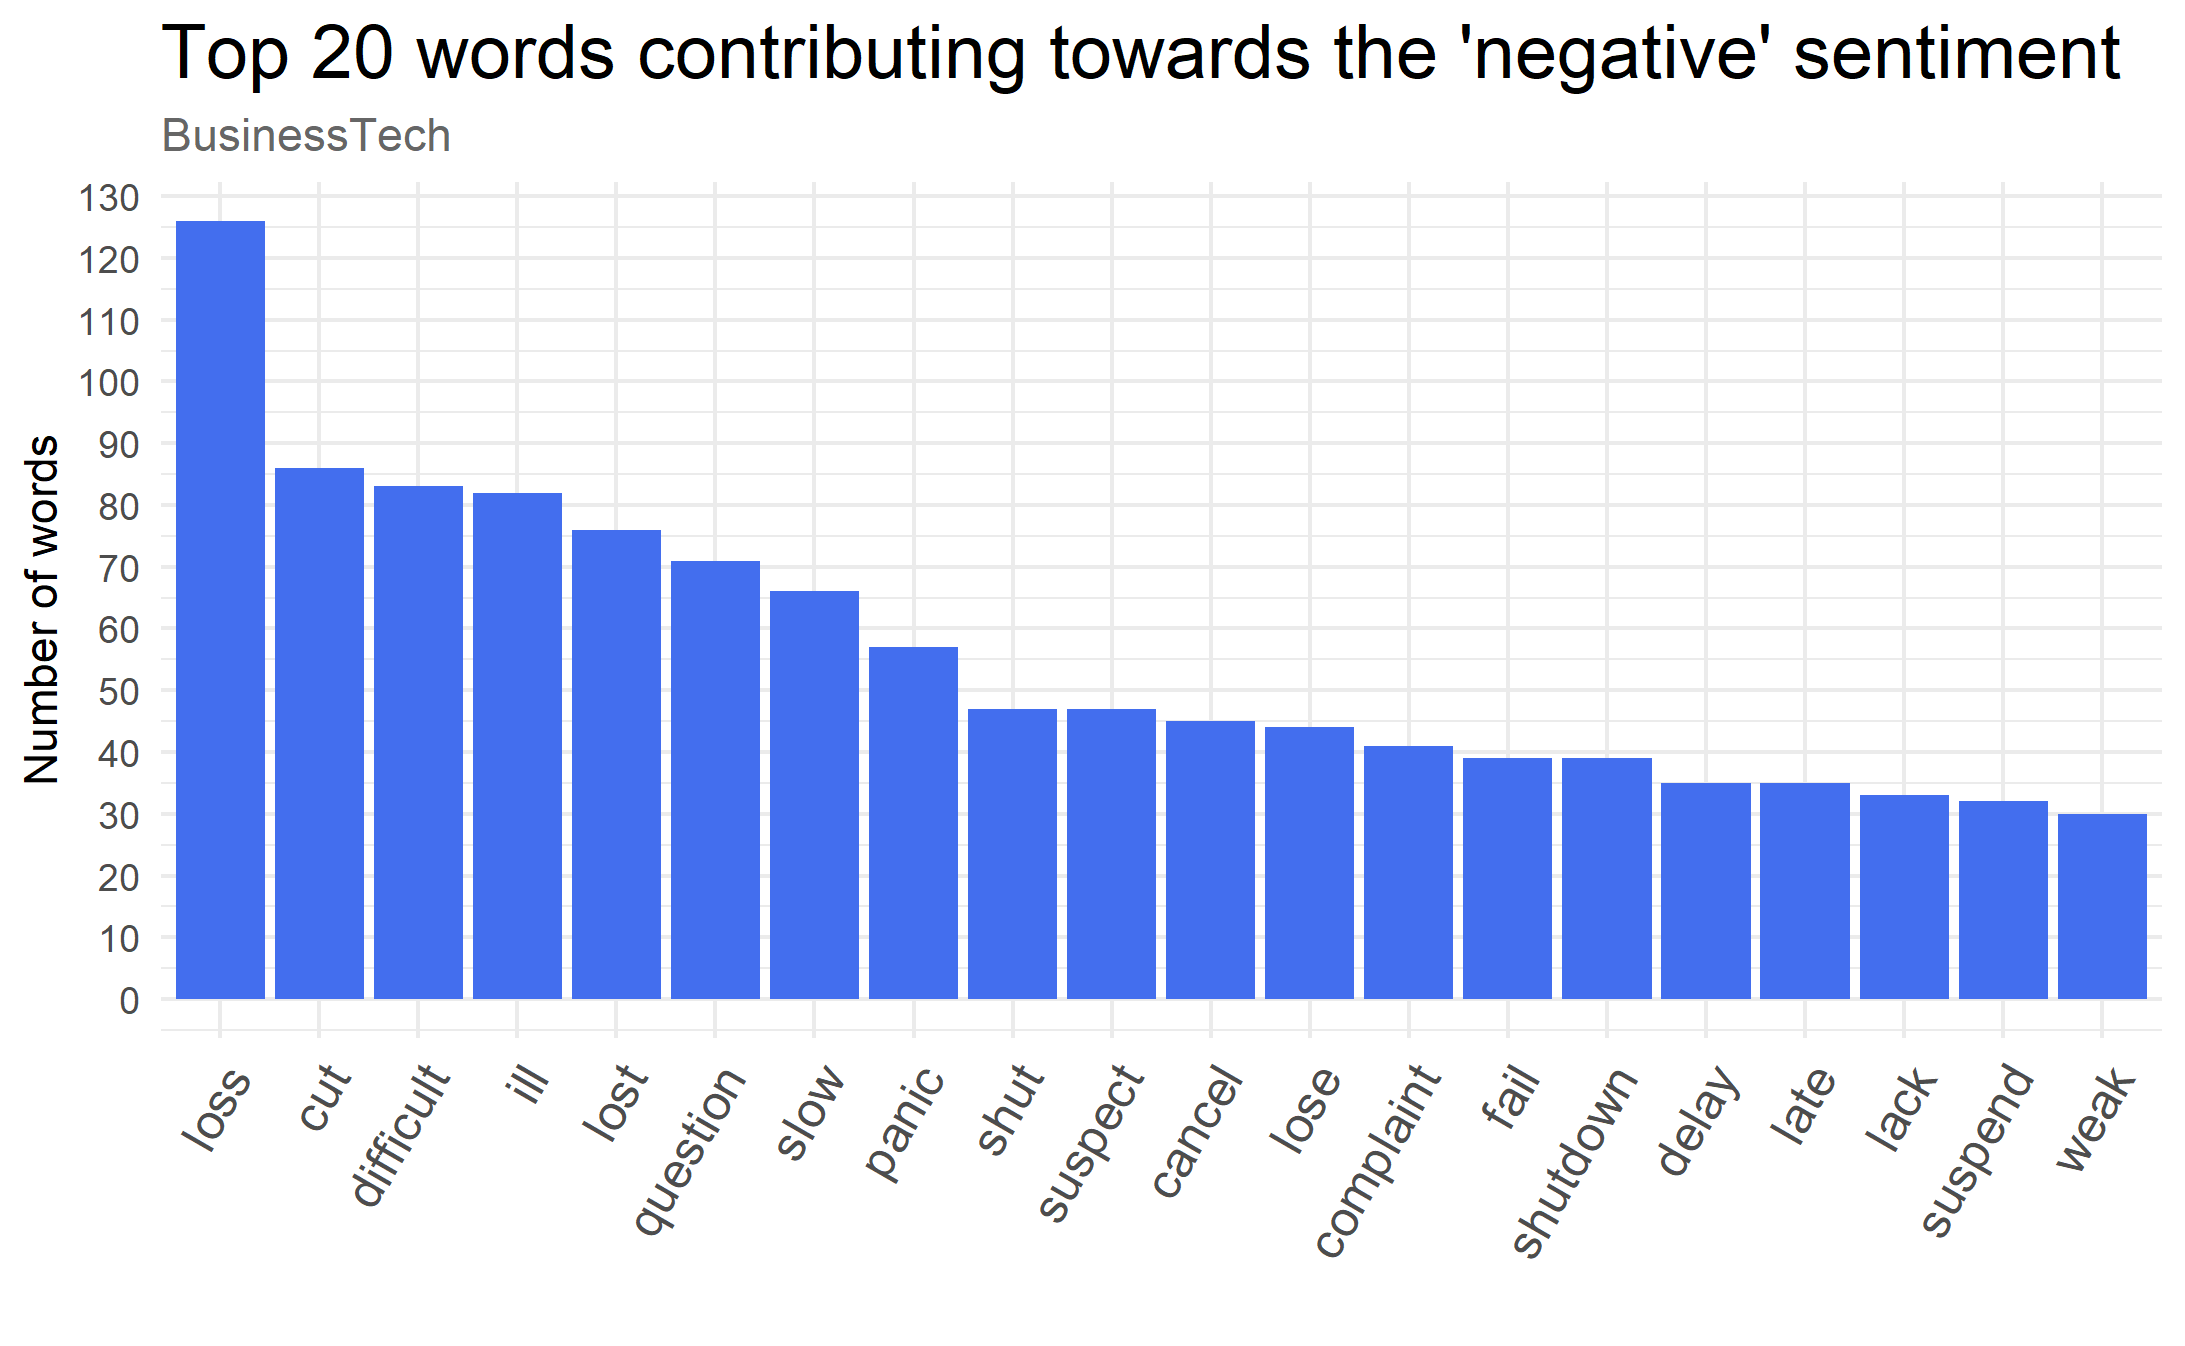 Top 20 words contributing towards the 'negative' sentiment
BusinessTech
Number of words
130
120
110
100
90
80
70
60
50
40
30
20
10
0
loss
cut
difficult
ill
lost
question
slow
panic
shut
suspect
cancel
lose
complaint
fail
shutdown
delay
late
lack
suspend
weak